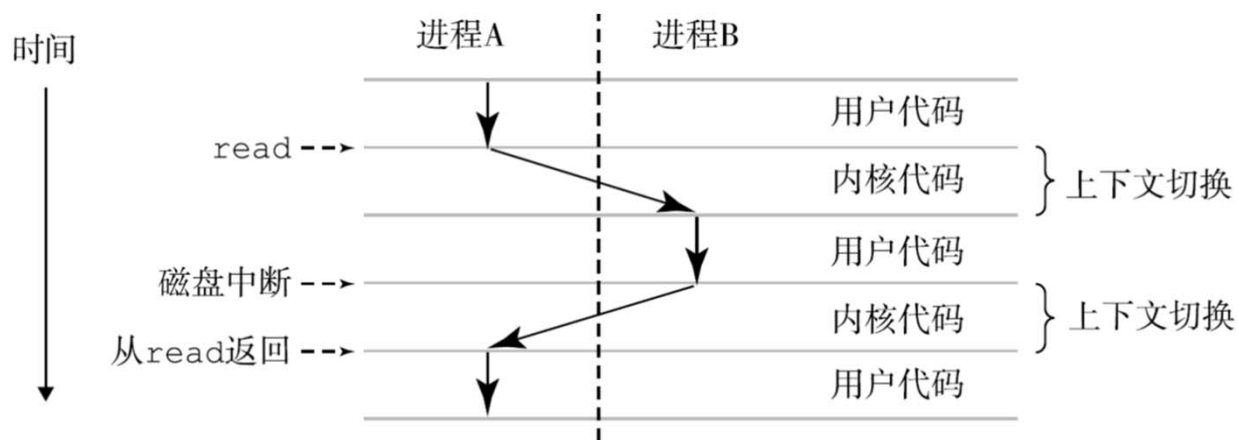 进程A
进程B
时间
用户代码
read
内核代码
上下文切换
用户代码
磁盘中断
内核代码
上下文切换
从read返回
用户代码